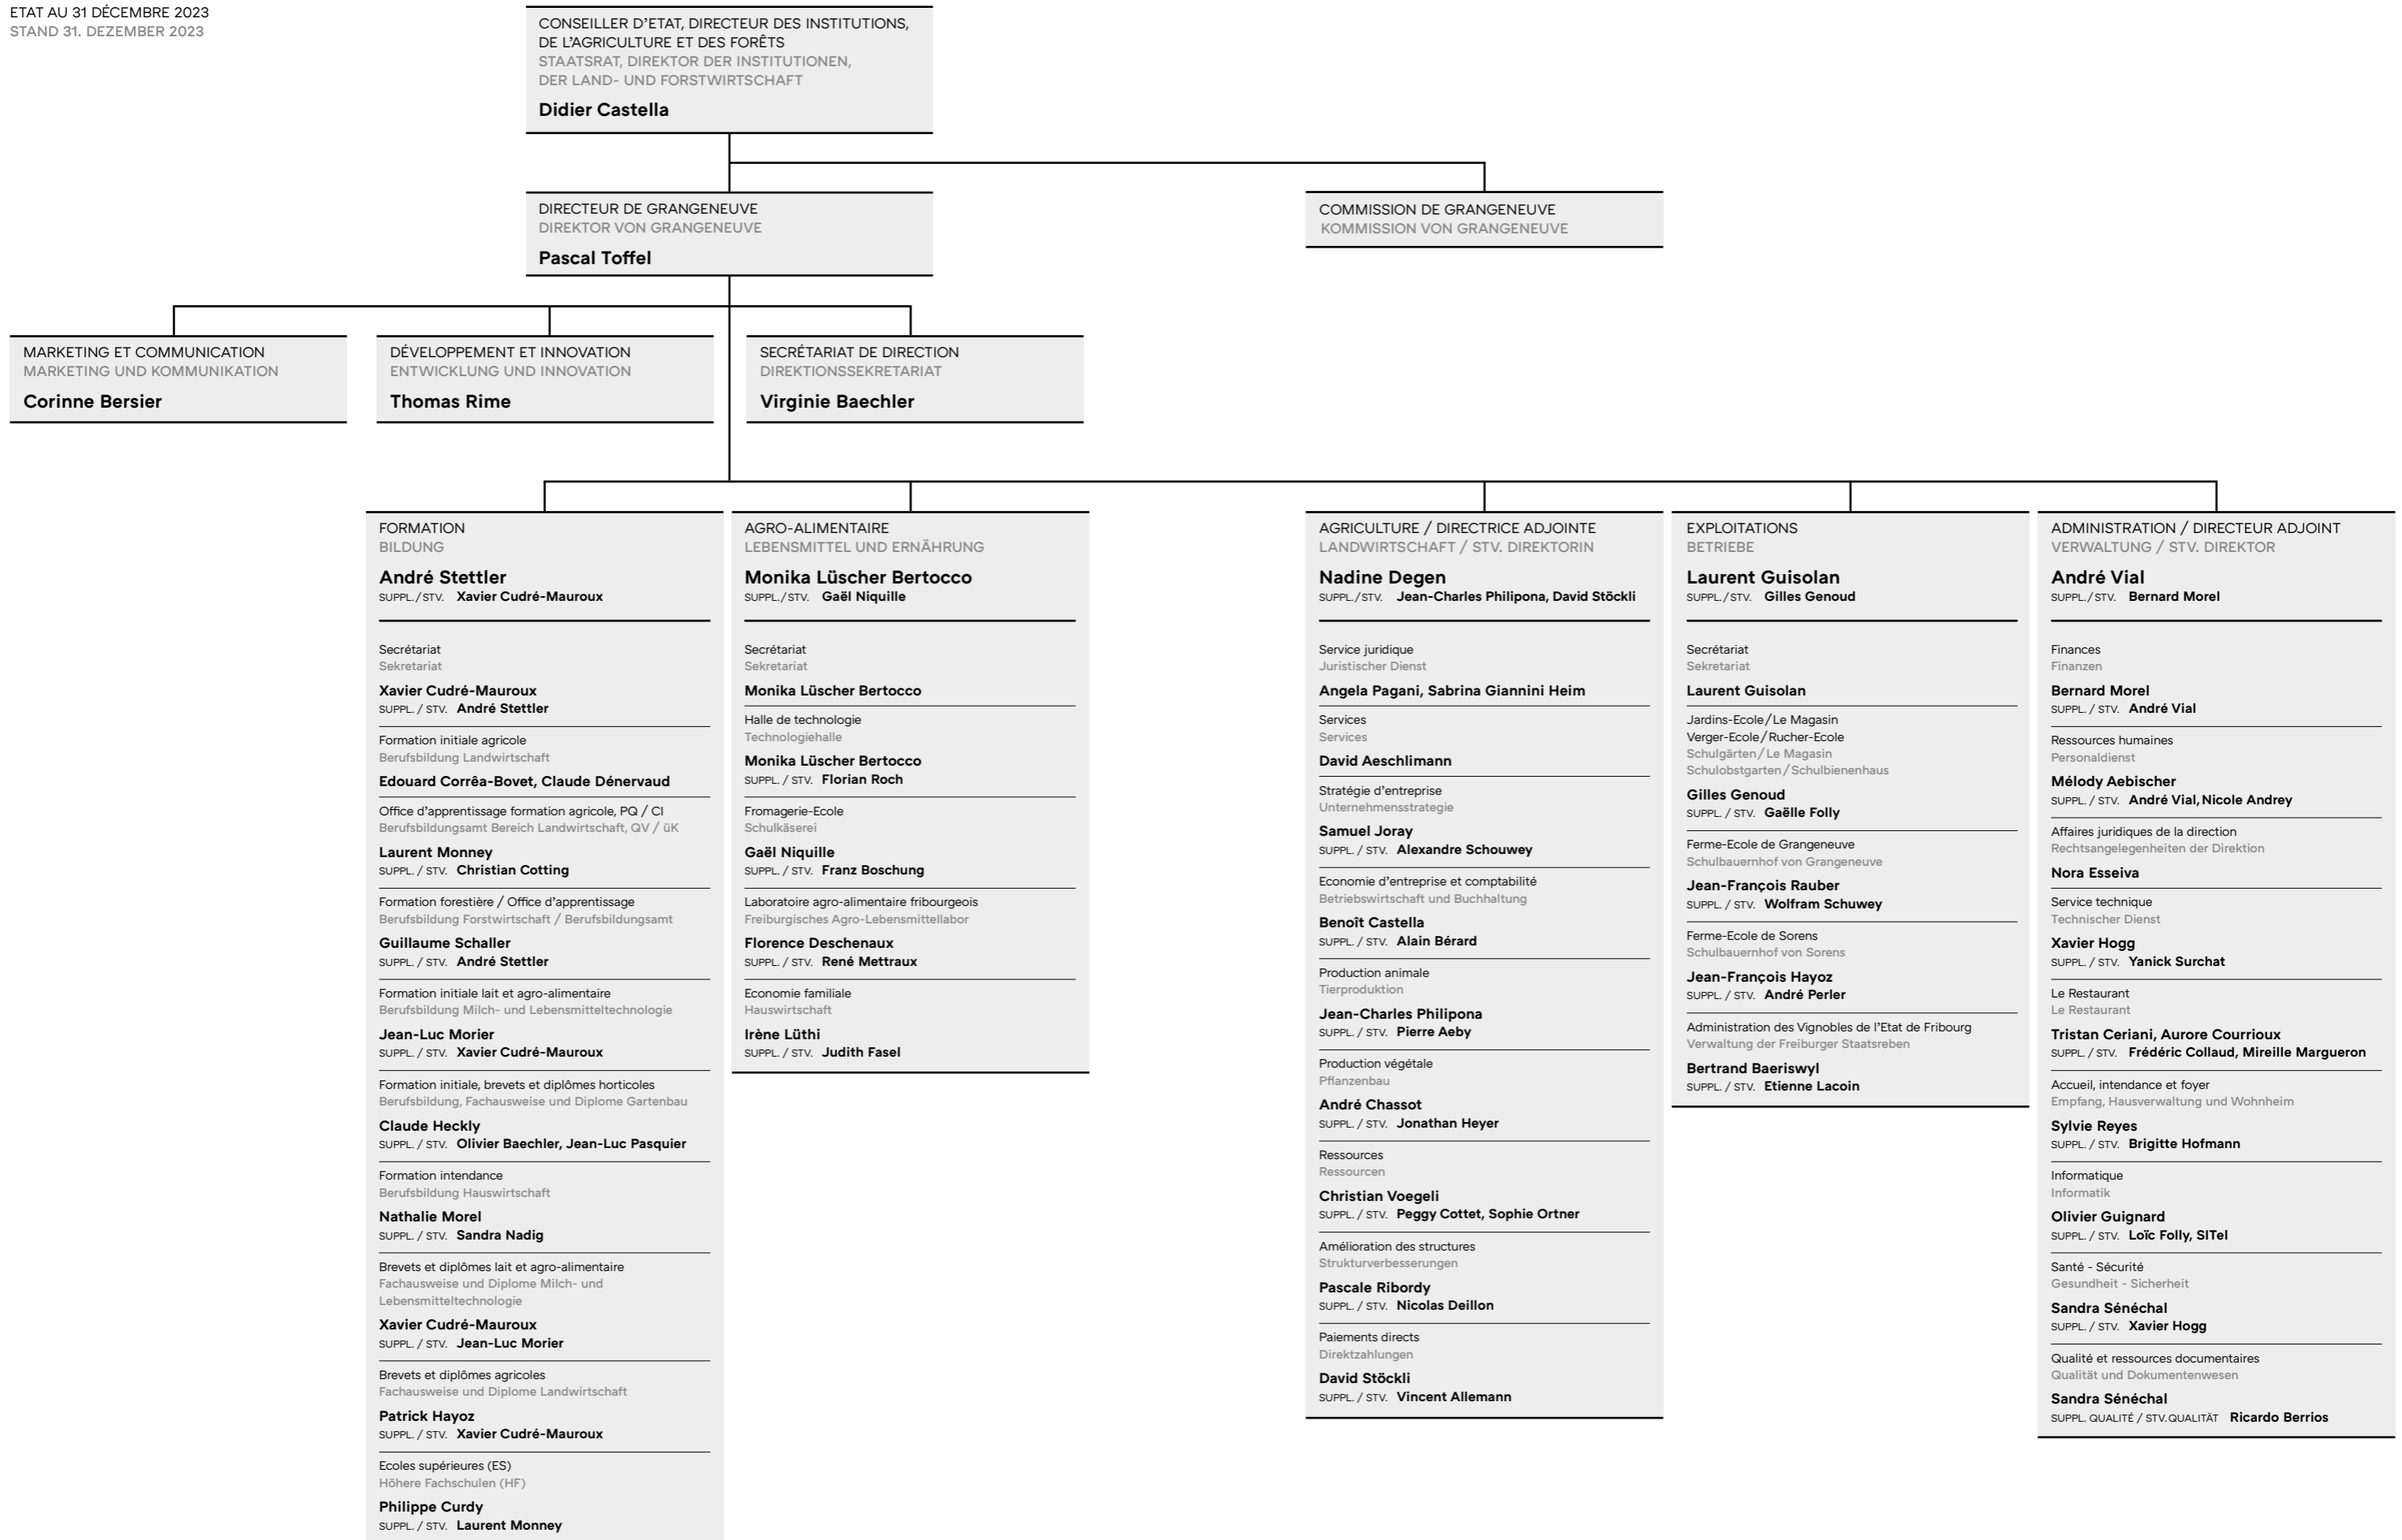 ETAT AU 31 DÉCEMBRE 2023
STAND 31. DEZEMBER 2023
CONSEILLER D'ETAT, DIRECTEUR DES INSTITUTIONS,
DE L'AGRICULTURE ET DES FORÊTS
STAATSRAT, DIREKTOR DER INSTITUTIONEN,
DER LAND- UND FORSTWIRTSCHAFT
Didier Castella
DIRECTEUR DE GRANGENEUVE
DIREKTOR VON GRANGENEUVE
Pascal Toffel
COMMISSION DE GRANGENEUVE
KOMMISSION VON GRANGENEUVE
MARKETING ET COMMUNICATION
MARKETING UND KOMMUNIKATION
Corinne Bersier
DÉVELOPPEMENT ET INNOVATION
ENTWICKLUNG UND INNOVATION
Thomas Rime
SECRÉTARIAT DE DIRECTION
DIREKTIONSSEKRETARIAT
Virginie Baechler
FORMATION
BILDUNG
André Stettler
SUPPL./STV. Xavier Cudré-Mauroux
Secrétariat
Sekretariat
Xavier Cudré-Mauroux
SUPPL. / STV. André Stettler
Formation initiale agricole
Berufsbildung Landwirtschaft
Edouard Corrêa-Bovet, Claude Dénervaud
Office d'apprentissage formation agricole, PQ / CI
Berufsbildungsamt Bereich Landwirtschaft, QV / üK
Laurent Monney
SUPPL. / STV. Christian Cotting
Formation forestière / Office d'apprentissage
Berufsbildung Forstwirtschaft / Berufsbildungsamt
Guillaume Schaller
SUPPL. / STV. André Stettler
Formation initiale lait et agro-alimentaire
Berufsbildung Milch- und Lebensmitteltechnologie
Jean-Luc Morier
SUPPL. / STV. Xavier Cudré-Mauroux
Formation initiale, brevets et diplômes horticoles
Berufsbildung, Fachausweise und Diplome Gartenbau
Claude Heckly
SUPPL. / STV. Olivier Baechler, Jean-Luc Pasquier
Formation intendance
Berufsbildung Hauswirtschaft
Nathalie Morel
SUPPL. / STV. Sandra Nadig
Brevets et diplômes lait et agro-alimentaire
Fachausweise und Diplome Milch- und
Lebensmitteltechnologie
Xavier Cudré-Mauroux
SUPPL. / STV. Jean-Luc Morier
Brevets et diplômes agricoles
Fachausweise und Diplome Landwirtschaft
Patrick Hayoz
SUPPL. / STV. Xavier Cudré-Mauroux
Ecoles supérieures (ES)
Höhere Fachschulen (HF)
Philippe Curdy
SUPPL. / STV. Laurent Monney
AGRO-ALIMENTAIRE
LEBENSMITTEL UND ERNÄHRUNG
Monika Lüscher Bertocco
SUPPL./STV. Gaël Niquille
Secrétariat
Sekretariat
Monika Lüscher Bertocco
Halle de technologie
Technologiehalle
Monika Lüscher Bertocco
SUPPL. / STV. Florian Roch
Fromagerie-Ecole
Schulkäserei
Gaël Niquille
SUPPL. / STV. Franz Boschung
Laboratoire agro-alimentaire fribourgeois
Freiburgisches Agro-Lebensmittellabor
Florence Deschenaux
SUPPL. / STV. René Mettraux
Economie familiale
Hauswirtschaft
Irène Lüthi
SUPPL. / STV. Judith Fasel
AGRICULTURE / DIRECTRICE ADJOINTE
LANDWIRTSCHAFT / STV. DIREKTORIN
Nadine Degen
SUPPL./STV. Jean-Charles Philipona, David Stöckli
Service juridique
Juristischer Dienst
Angela Pagani, Sabrina Giannini Heim
Services
Services
David Aeschlimann
Stratégie d'entreprise
Unternehmensstrategie
Samuel Joray
SUPPL. / STV. Alexandre Schouwey
Economie d'entreprise et comptabilité
Betriebswirtschaft und Buchhaltung
Benoît Castella
SUPPL. / STV. Alain Bérard
Production animale
Tierproduktion
Jean-Charles Philipona
SUPPL. / STV. Pierre Aeby
Production végétale
Pflanzenbau
André Chassot
SUPPL. / STV. Jonathan Heyer
Ressources
Ressourcen
Christian Voegeli
SUPPL. / STV. Peggy Cottet, Sophie Ortner
Amélioration des structures
Strukturverbesserungen
Pascale Ribordy
SUPPL. / STV. Nicolas Deillon
Paiements directs
Direktzahlungen
David Stöckli
SUPPL. / STV. Vincent Allemann
EXPLOITATIONS
BETRIEBE
Laurent Guisolan
SUPPL./STV. Gilles Genoud
Secrétariat
Sekretariat
Laurent Guisolan
Jardins-Ecole/Le Magasin
Verger-Ecole/Rucher-Ecole
Schulgärten/Le Magasin
Schulobstgarten/Schulbienenhaus
Gilles Genoud
SUPPL. / STV. Gaëlle Folly
Ferme-Ecole de Grangeneuve
Schulbauernhof von Grangeneuve
Jean-François Rauber
SUPPL. / STV. Wolfram Schuwey
Ferme-Ecole de Sorens
Schulbauernhof von Sorens
Jean-François Hayoz
SUPPL. / STV. André Perler
Administration des Vignobles de l'Etat de Fribourg
Verwaltung der Freiburger Staatsreben
Bertrand Baeriswyl
SUPPL. / STV. Etienne Lacoin
ADMINISTRATION / DIRECTEUR ADJOINT
VERWALTUNG / STV. DIREKTOR
André Vial
SUPPL./STV. Bernard Morel
Finances
Finanzen
Bernard Morel
SUPPL. / STV. André Vial
Ressources humaines
Personaldienst
Mélody Aebischer
SUPPL. / STV. André Vial, Nicole Andrey
Affaires juridiques de la direction
Rechtsangelegenheiten der Direktion
Nora Esseiva
Service technique
Technischer Dienst
Xavier Hogg
SUPPL. / STV. Yanick Surchat
Le Restaurant
Le Restaurant
Tristan Ceriani, Aurore Courrioux
SUPPL. / STV. Frédéric Collaud, Mireille Margueron
Accueil, intendance et foyer
Empfang, Hausverwaltung und Wohnheim
Sylvie Reyes
SUPPL. / STV. Brigitte Hofmann
Informatique
Informatik
Olivier Guignard
SUPPL. / STV. Loïc Folly, SITel
Santé - Sécurité
Gesundheit - Sicherheit
Sandra Sénéchal
SUPPL. / STV. Xavier Hogg
Qualité et ressources documentaires
Qualität und Dokumentenwesen
Sandra Sénéchal
SUPPL. QUALITÉ / STV. QUALITÄT Ricardo Berrios